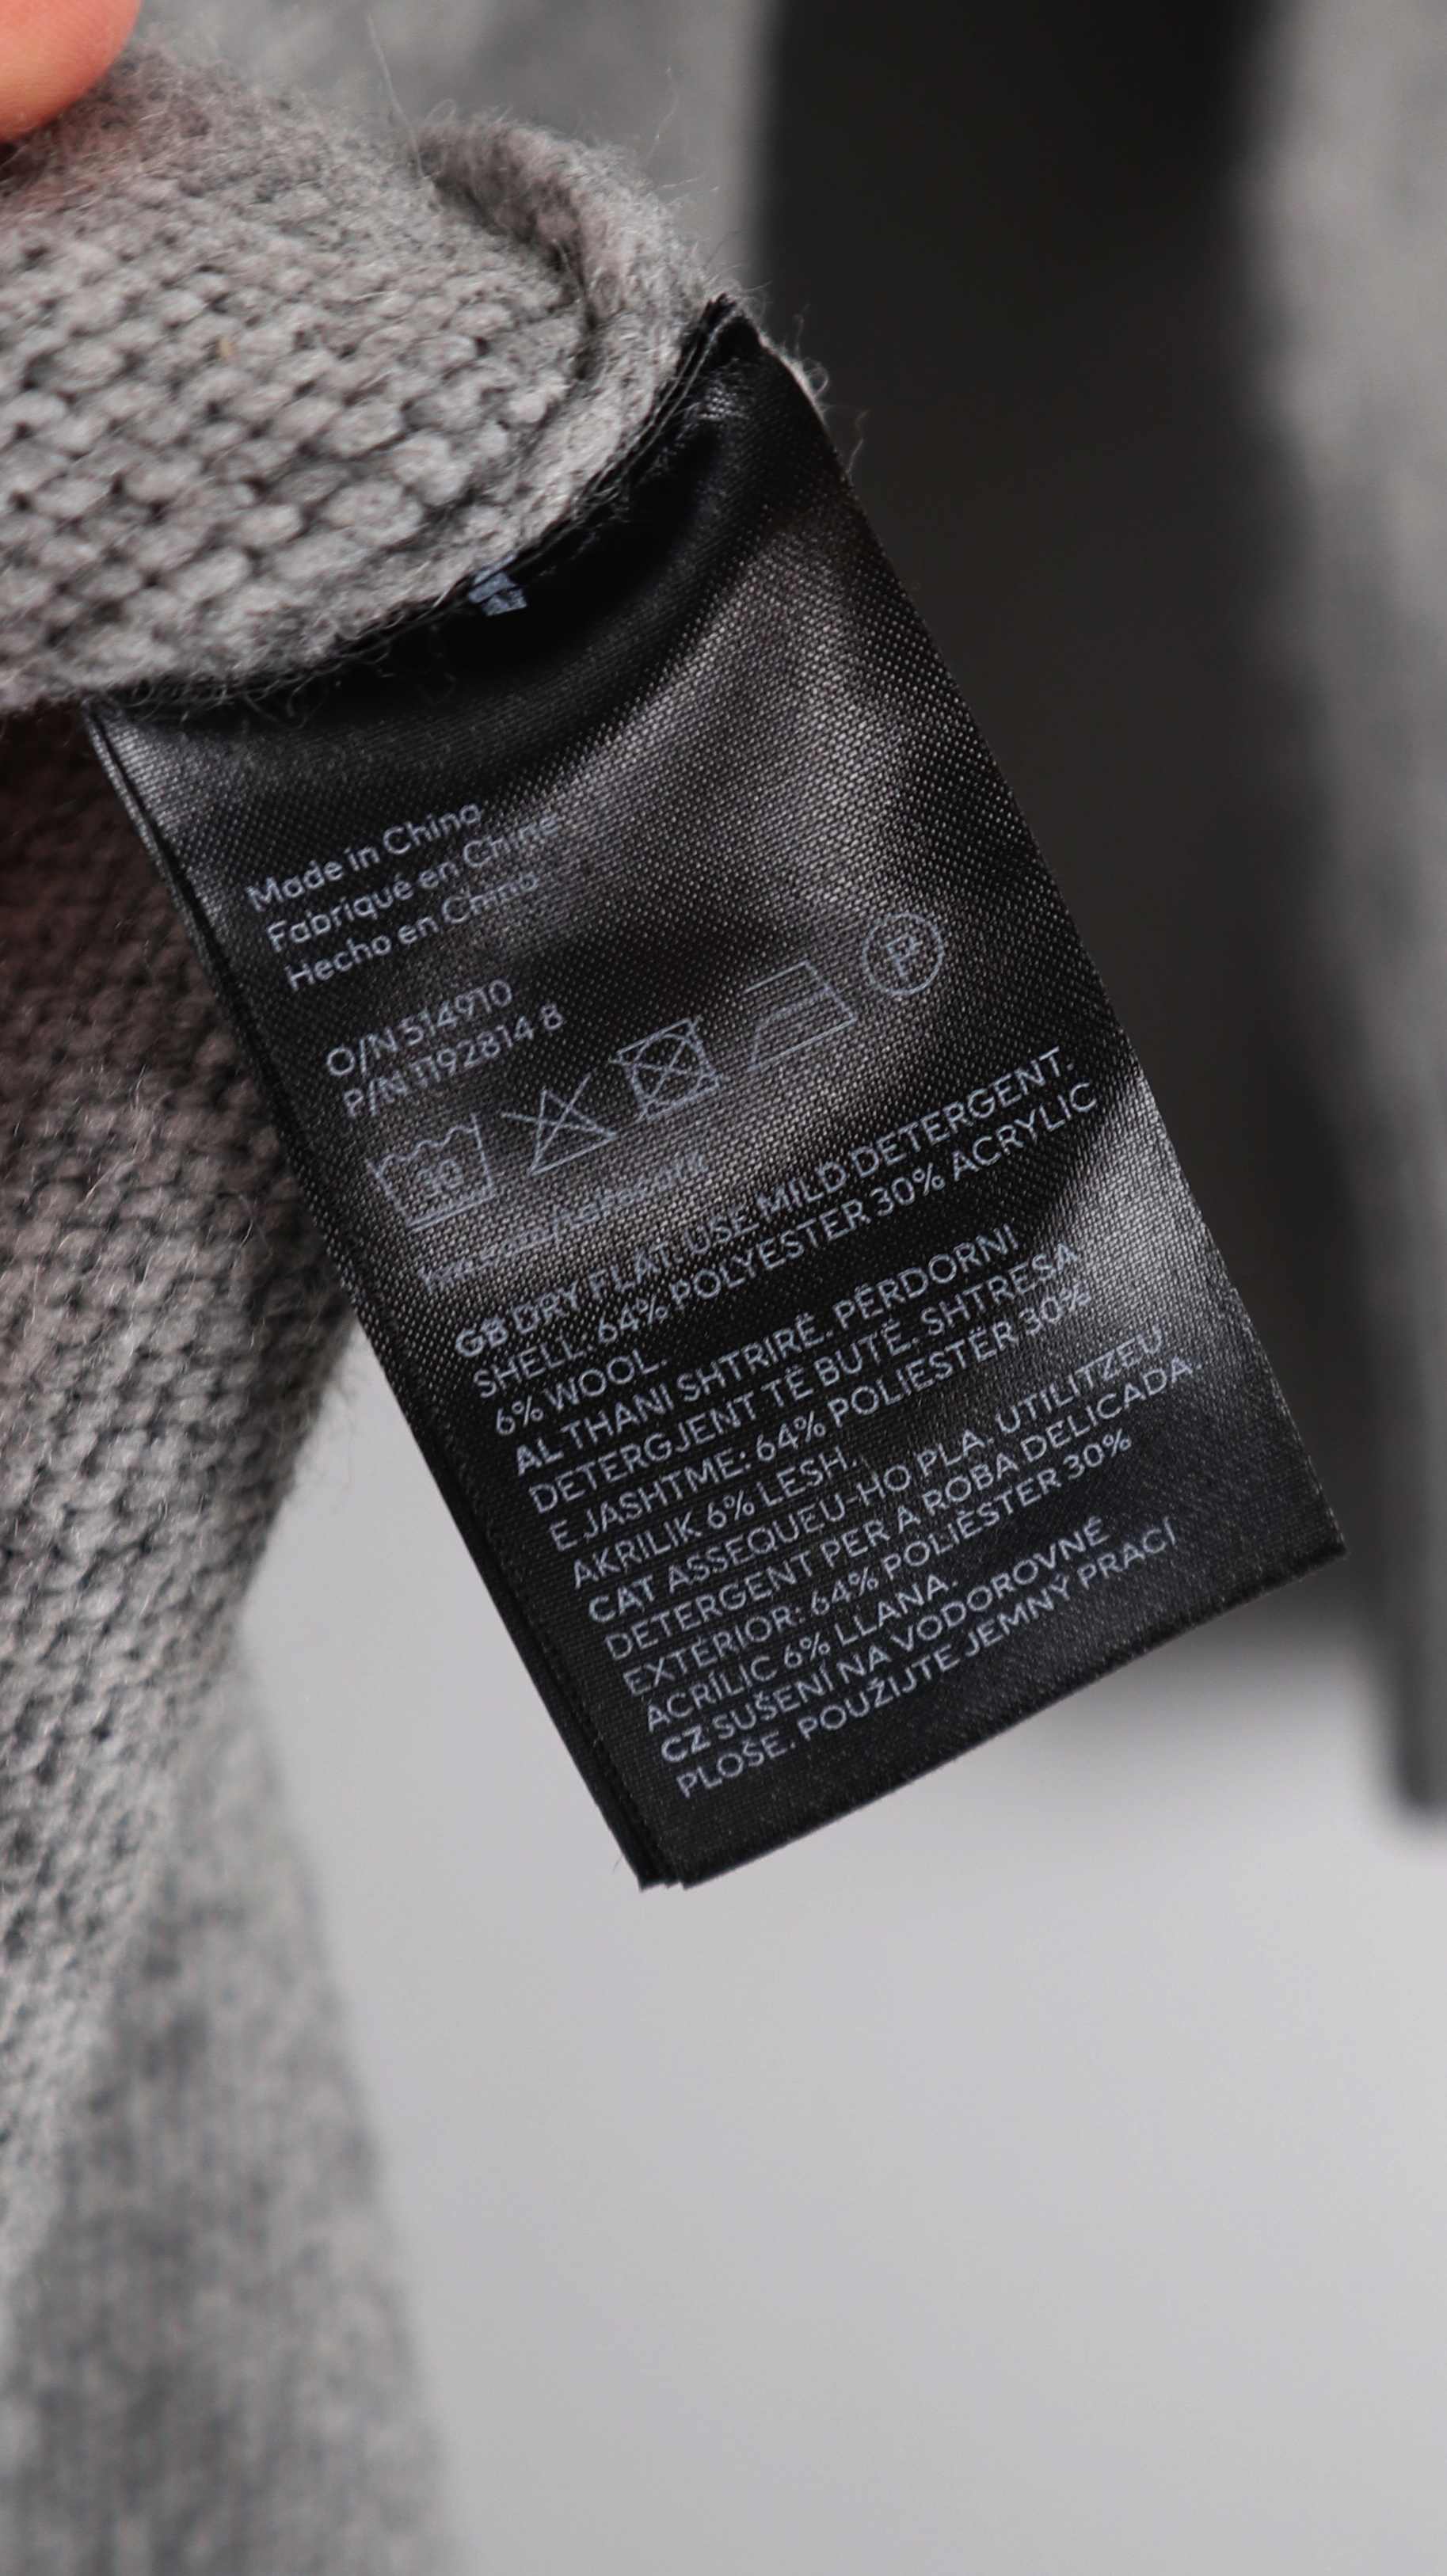 Made in China
Fabriqué en Chine
Hecho en China
O/N 514910
P/N 1192814 8
GB DRY FLAT. USE MILD DETERGENT.
SHELL: 64% POLYESTER 30% ACRYLIC
6% WOOL.
AL THANI SHTRIRË. PËRDORNI
DETERGJENT TË BUTË. SHTRESA
E JASHTME: 64% POLIESTËR 30%
AKRILIK 6% LESH.
CAT ASSEQUEU-HO PLA. UTILITZEU
DETERGENT PER A ROBA DELICADA.
EXTERIOR: 64% POLIÈSTER 30%
ACRÍLIC 6% LLANA.
CZ SUŠENÍ NA VODOROVNÉ
PLOŠE. POUŽIJTE JEMNÝ PRACÍ